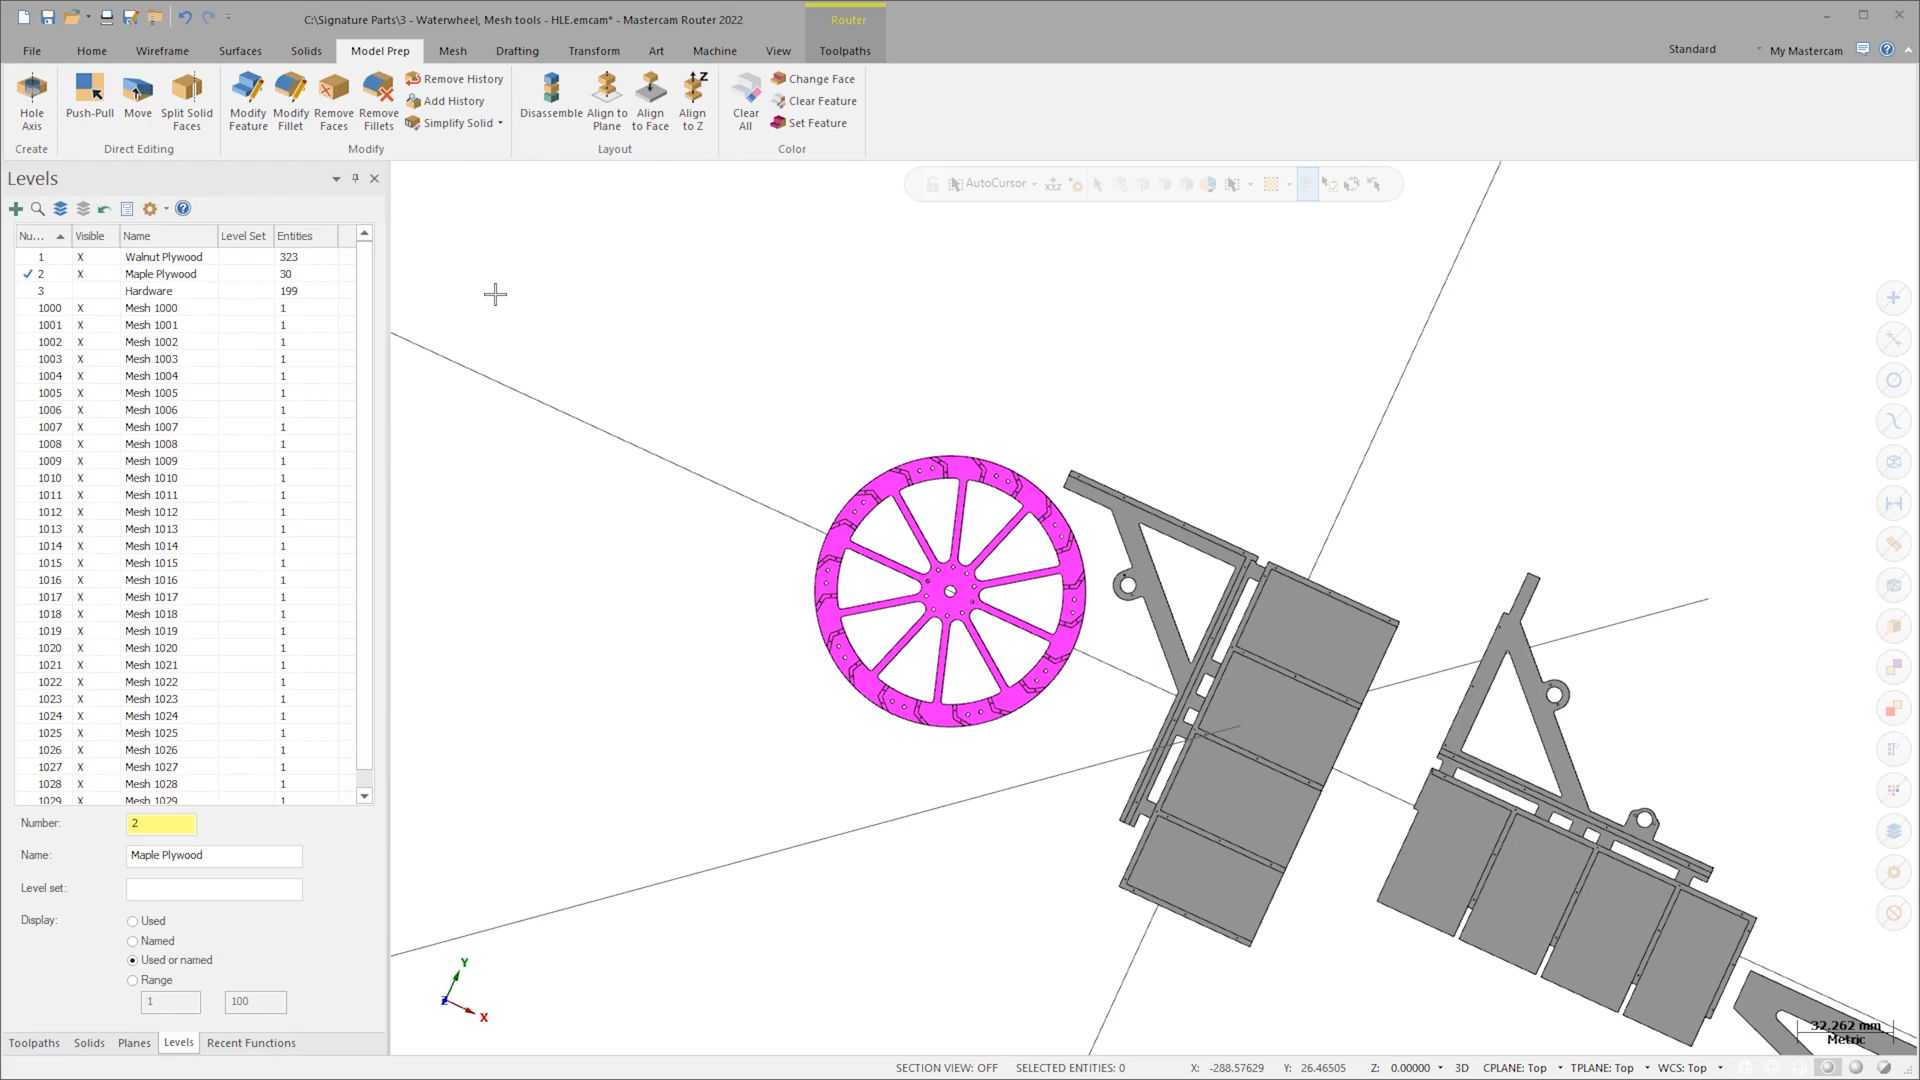 C:\Signature Parts\3 - Waterwheel, Mesh tools - HLE.emcam* - Mastercam Router 2022
Router
File Home Wireframe Surfaces Solids Model Prep Mesh Drafting Transform Art Machine View Toolpaths Standard My Mastercam
Hole Axis
Push-Pull
Move
Split Solid Faces
Modify Feature
Modify Fillet
Remove Faces
Remove Fillets
Remove History
Add History
Simplify Solid
Disassemble
Align to Plane
Align to Face
Align to Z
Clear All
Change Face
Clear Feature
Set Feature
Create Direct Editing Modify Layout Color
Levels
AutoCursor
Nu... Visible Name Level Set Entities
1 X Walnut Plywood 323
2 X Maple Plywood 30
3 Hardware 199
1000 X Mesh 1000 1
1001 X Mesh 1001 1
1002 X Mesh 1002 1
1003 X Mesh 1003 1
1004 X Mesh 1004 1
1005 X Mesh 1005 1
1006 X Mesh 1006 1
1007 X Mesh 1007 1
1008 X Mesh 1008 1
1009 X Mesh 1009 1
1010 X Mesh 1010 1
1011 X Mesh 1011 1
1012 X Mesh 1012 1
1013 X Mesh 1013 1
1014 X Mesh 1014 1
1015 X Mesh 1015 1
1016 X Mesh 1016 1
1017 X Mesh 1017 1
1018 X Mesh 1018 1
1019 X Mesh 1019 1
1020 X Mesh 1020 1
1021 X Mesh 1021 1
1022 X Mesh 1022 1
1023 X Mesh 1023 1
1024 X Mesh 1024 1
1025 X Mesh 1025 1
1026 X Mesh 1026 1
1027 X Mesh 1027 1
1028 X Mesh 1028 1
1029 X Mesh 1029 1
Number: 2
Name: Maple Plywood
Level set:
Display: Used
Named
Used or named
Range
1 100
Y
Z
X
32.262 mm
Metric
Toolpaths Solids Planes Levels Recent Functions
SECTION VIEW: OFF SELECTED ENTITIES: 0 X: -288.57629 Y: 26.46505 Z: 0.00000 3D CPLANE: Top TPLANE: Top WCS: Top